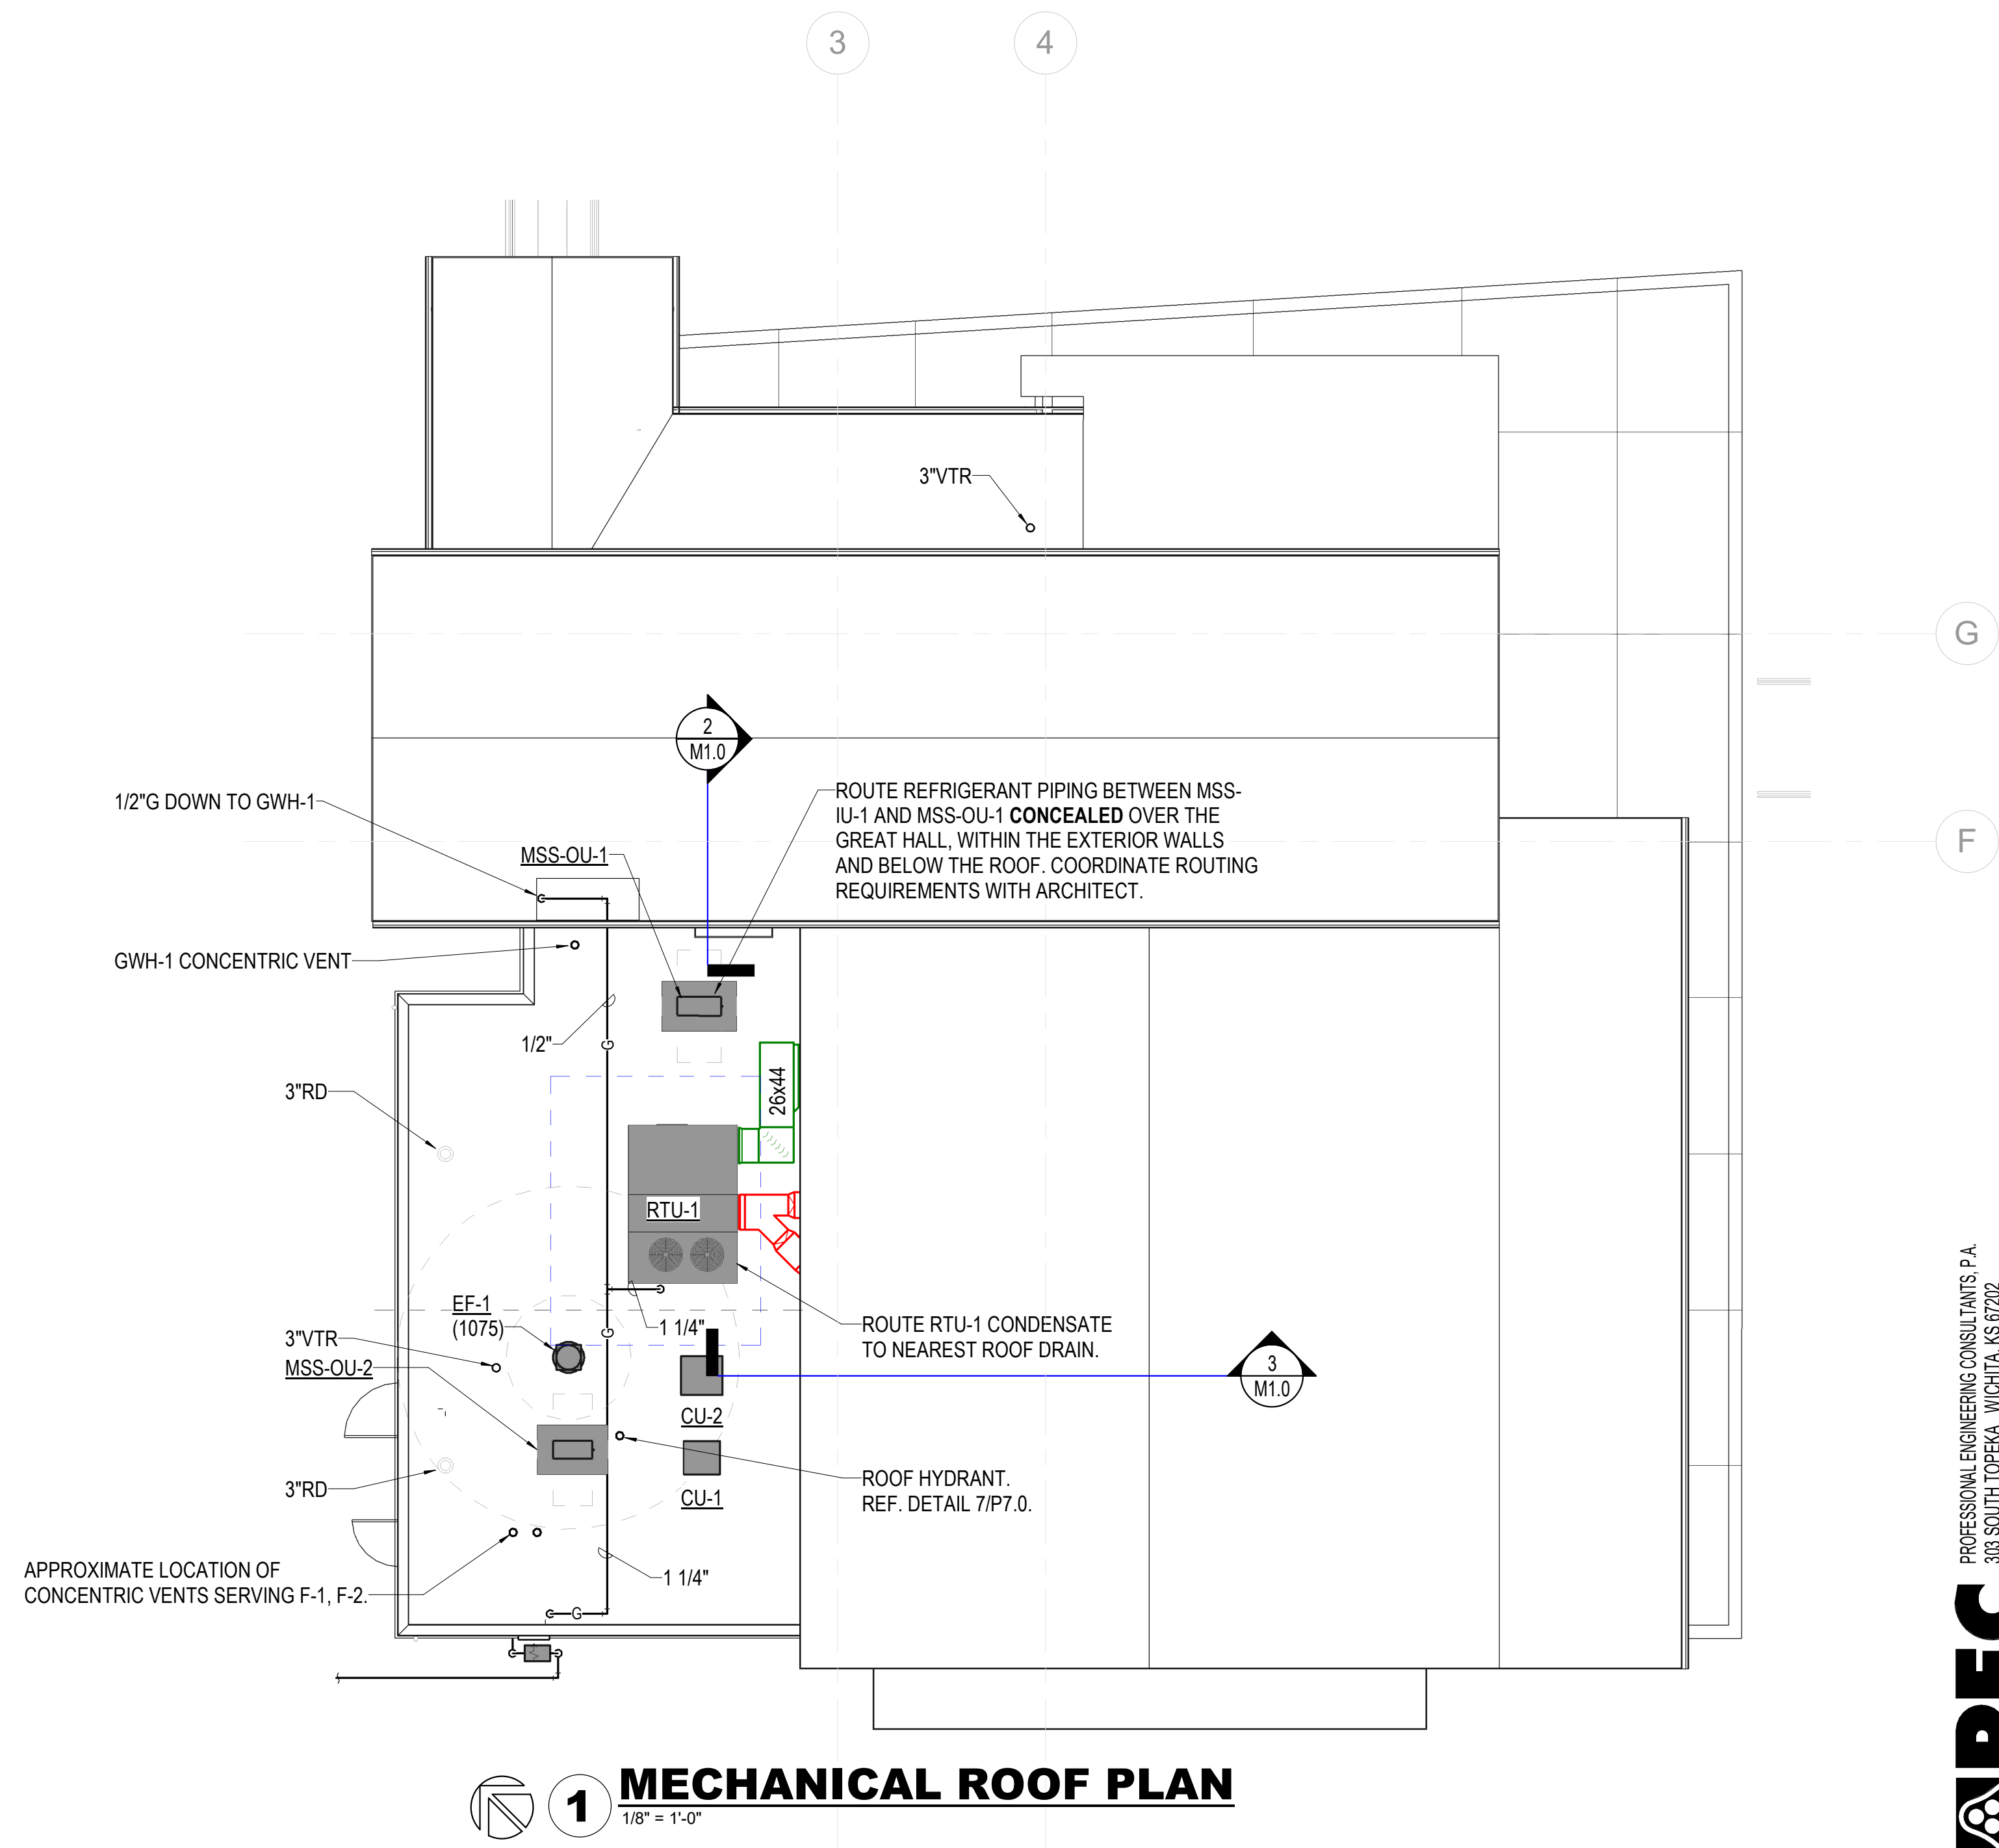 3
4
3"VTR
G
2
M1.0
1/2"G DOWN TO GWH-1
ROUTE REFRIGERANT PIPING BETWEEN MSS-
IU-1 AND MSS-OU-1 CONCEALED OVER THE
GREAT HALL, WITHIN THE EXTERIOR WALLS
AND BELOW THE ROOF. COORDINATE ROUTING
REQUIREMENTS WITH ARCHITECT.
F
MSS-OU-1
GWH-1 CONCENTRIC VENT
1/2"
G
3"RD
26x44
RTU-1
EF-1
(1075)
G
1 1/4"
ROUTE RTU-1 CONDENSATE
TO NEAREST ROOF DRAIN.
3"VTR
MSS-OU-2
3
M1.0
CU-2
3"RD
CU-1
ROOF HYDRANT.
REF. DETAIL 7/P7.0.
APPROXIMATE LOCATION OF
CONCENTRIC VENTS SERVING F-1, F-2.
1 1/4"
G
1
MECHANICAL ROOF PLAN
1/8" = 1'-0"
PROFESSIONAL ENGINEERING CONSULTANTS, P.A.
303 SOUTH TOPEKA WICHITA, KS 67202
PEC